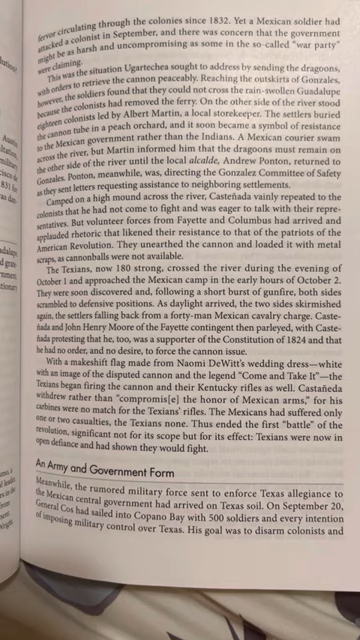 fervor circulating through the colonies since 1832. Yet a Mexican soldier had
attacked a colonist in September, and there was concern that the government
might be as harsh and uncompromising as some in the so-called "war party"
were claiming.
This was the situation Ugartechea sought to address by sending the dragoons,
with orders to retrieve the cannon peaceably. Reaching the outskirts of Gonzales,
however, the soldiers found that they could not cross the rain-swollen Guadalupe
because the colonists had removed the ferry. On the other side of the river stood
eighteen colonists led by Albert Martin, a local storekeeper. The settlers buried
the cannon tube in a peach orchard, and it soon became a symbol of resistance
to the Mexican government rather than the Indians. A Mexican courier swam
across the river, but Martin informed him that the dragoons must remain on
the other side of the river until the local alcalde, Andrew Ponton, returned to
Gonzales. Ponton, meanwhile, was, directing the Gonzalez Committee of Safety
as they sent letters requesting assistance to neighboring settlements.
Camped on a high mound across the river, Casteñada vainly repeated to the
colonists that he had not come to fight and was eager to talk with their repre-
sentatives. But volunteer forces from Fayette and Columbus had arrived and
applauded rhetoric that likened their resistance to that of the patriots of the
American Revolution. They unearthed the cannon and loaded it with metal
scraps, as cannonballs were not available.
The Texians, now 180 strong, crossed the river during the evening of
October 1 and approached the Mexican camp in the early hours of October 2.
They were soon discovered and, following a short burst of gunfire, both sides
scrambled to defensive positions. As daylight arrived, the two sides skirmished
again, the settlers falling back from a forty-man Mexican cavalry charge. Caste-
ñada and John Henry Moore of the Fayette contingent then parleyed, with Caste-
ñada protesting that he, too, was a supporter of the Constitution of 1824 and that
he had no order, and no desire, to force the cannon issue.
With a makeshift flag made from Naomi DeWitt's wedding dress—white
with an image of the disputed cannon and the legend "Come and Take It"—the
Texians began firing the cannon and their Kentucky rifles as well. Castañeda
withdrew rather than "compromis[e] the honor of Mexican arms," for his
carbines were no match for the Texians' rifles. The Mexicans had suffered only
one or two casualties, the Texians none. Thus ended the first "battle" of the
revolution, significant not for its scope but for its effect: Texians were now in
open defiance and had shown they would fight.
An Army and Government Form
Meanwhile, the rumored military force sent to enforce Texas allegiance to
the Mexican central government had arrived on Texas soil. On September 20,
General Cos had sailed into Copano Bay with 500 soldiers and every intention
of imposing military control over Texas. His goal was to disarm colonists and